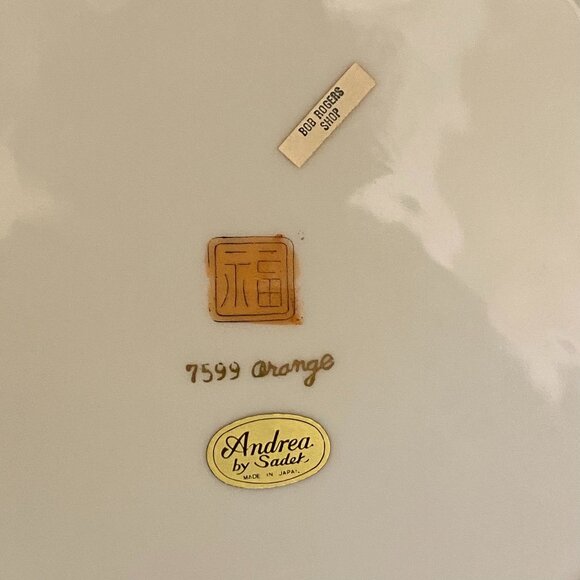 BOB ROGERS
SHOP
福
7599 Orange
Andrea
by Sadek
MADE IN JAPAN